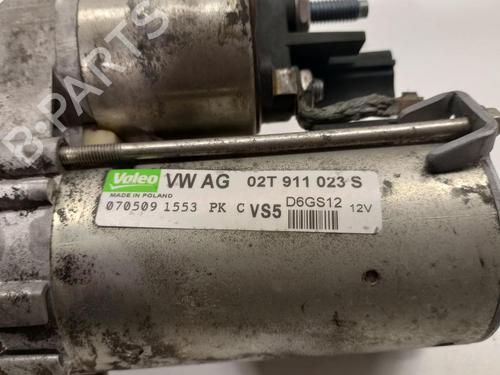 B-PARTS
Valeo VW AG 02T 911 023 S
MADE IN POLAND
070509 1553 PK C VS5 D6GS12 12V